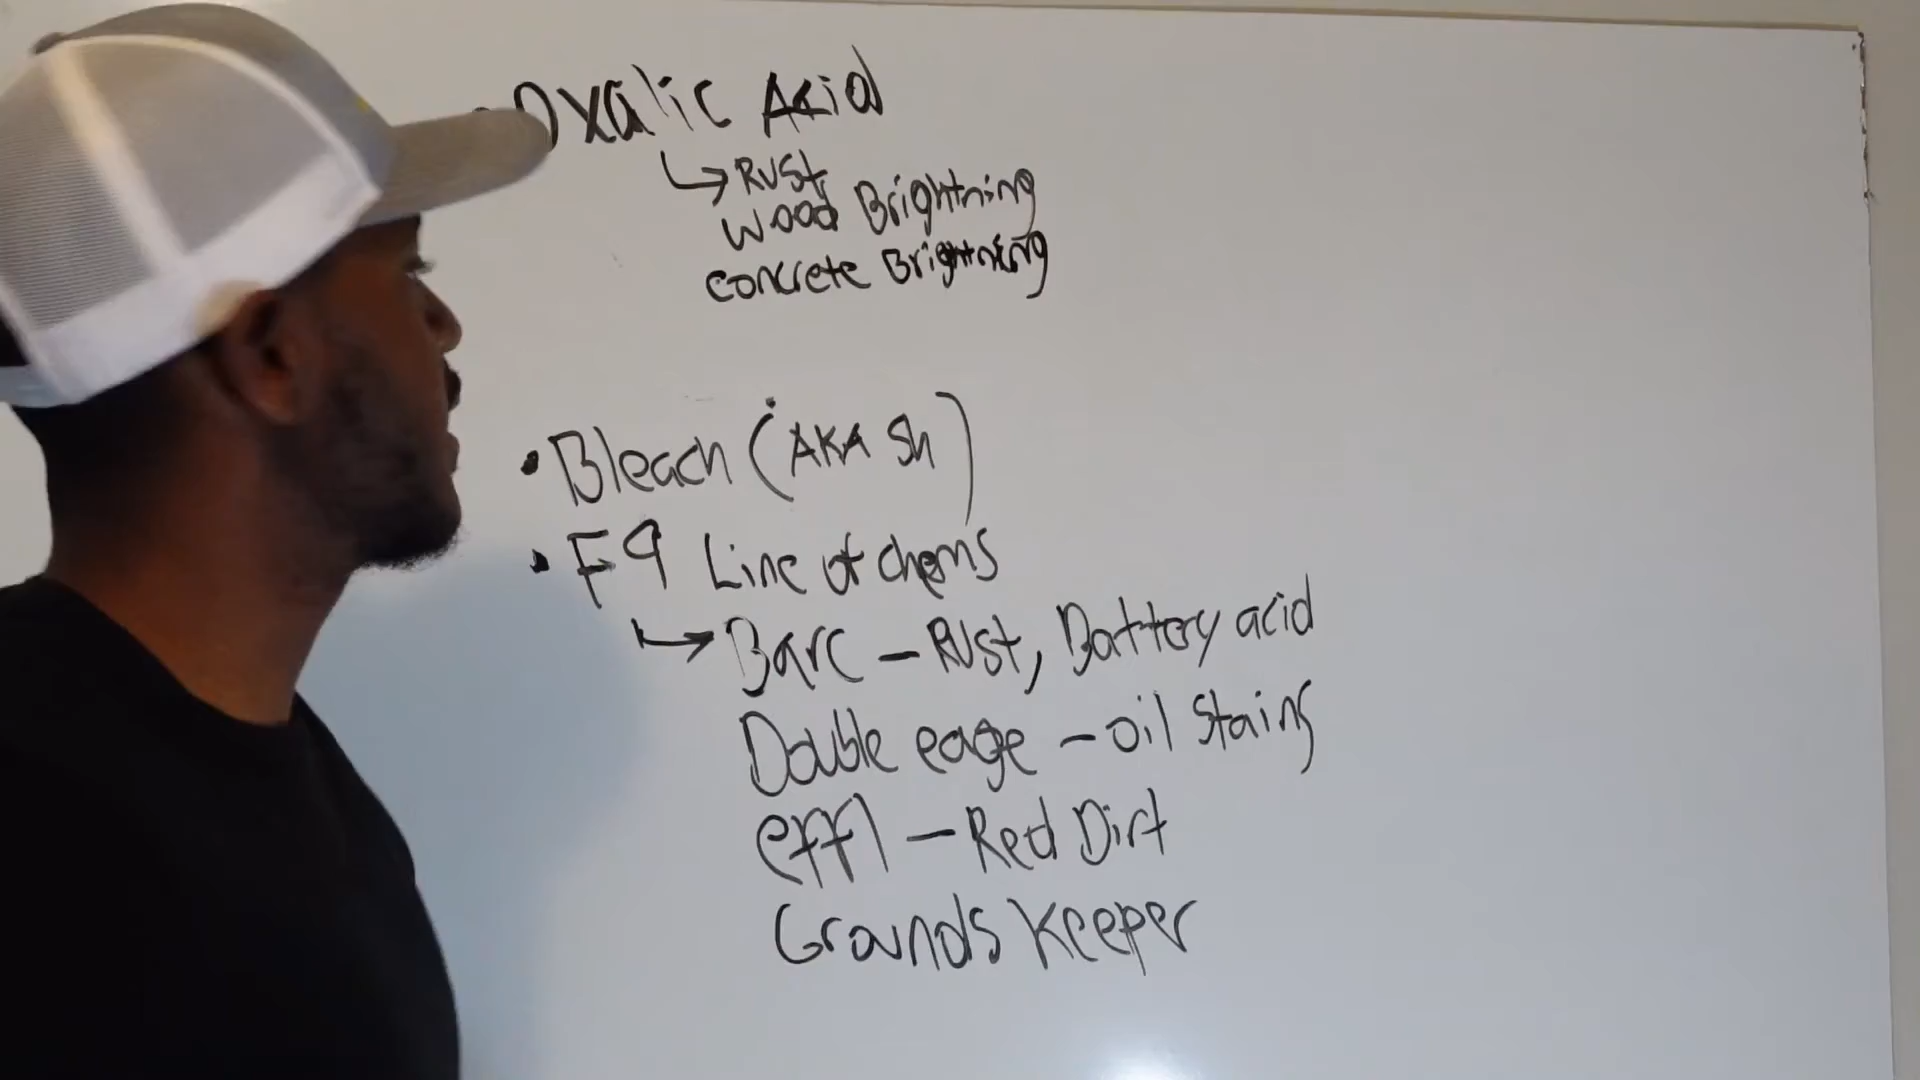 • Oxalic Acid
↳ Rust,
Wood Brightning
concrete Brightning
• Bleach (AKA Sh)
• F9 Line of chems
↳ Barc – Rust, Battery acid
Double eadge – oil stains
effl – Red Dirt
Grounds Keeper